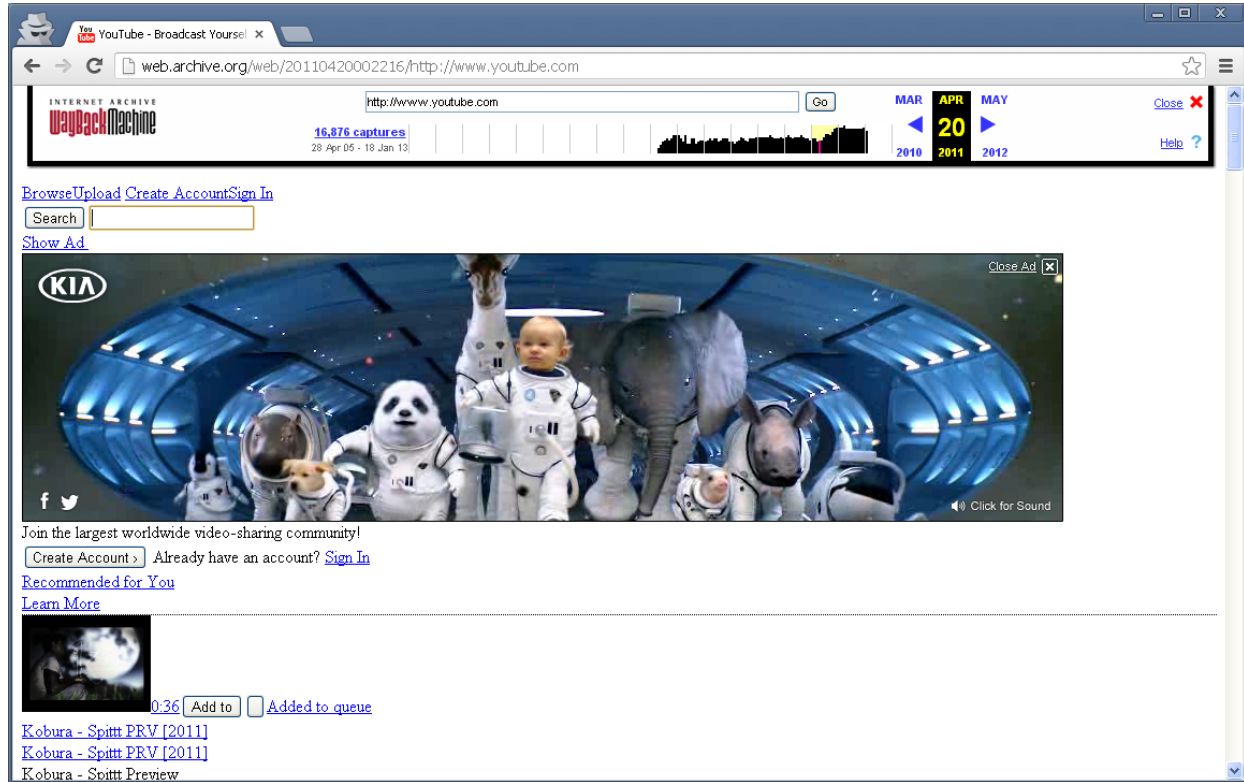 You Tube YouTube - Broadcast Yoursel
web.archive.org/web/20110420002216/http://www.youtube.com
INTERNET ARCHIVE
WayBackMachine
http://www.youtube.com Go
16,876 captures
28 Apr 05 - 18 Jan 13
MAR APR MAY
20
2010 2011 2012
Close
Help ?
BrowseUpload Create AccountSign In
Search
Show Ad
KIA
Close Ad
Click for Sound
Join the largest worldwide video-sharing community!
Create Account › Already have an account? Sign In
Recommended for You
Learn More
0:36 Add to Added to queue
Kobura - Spittt PRV [2011]
Kobura - Spittt PRV [2011]
Kobura - Spittt Preview